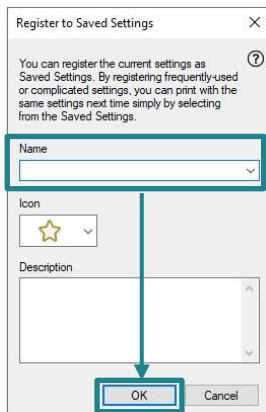 Register to Saved Settings
You can register the current settings as
Saved Settings. By registering frequently-used
or complicated settings, you can print with the
same settings next time simply by selecting
from the Saved Settings.
Name
Icon
Description
OK
Cancel